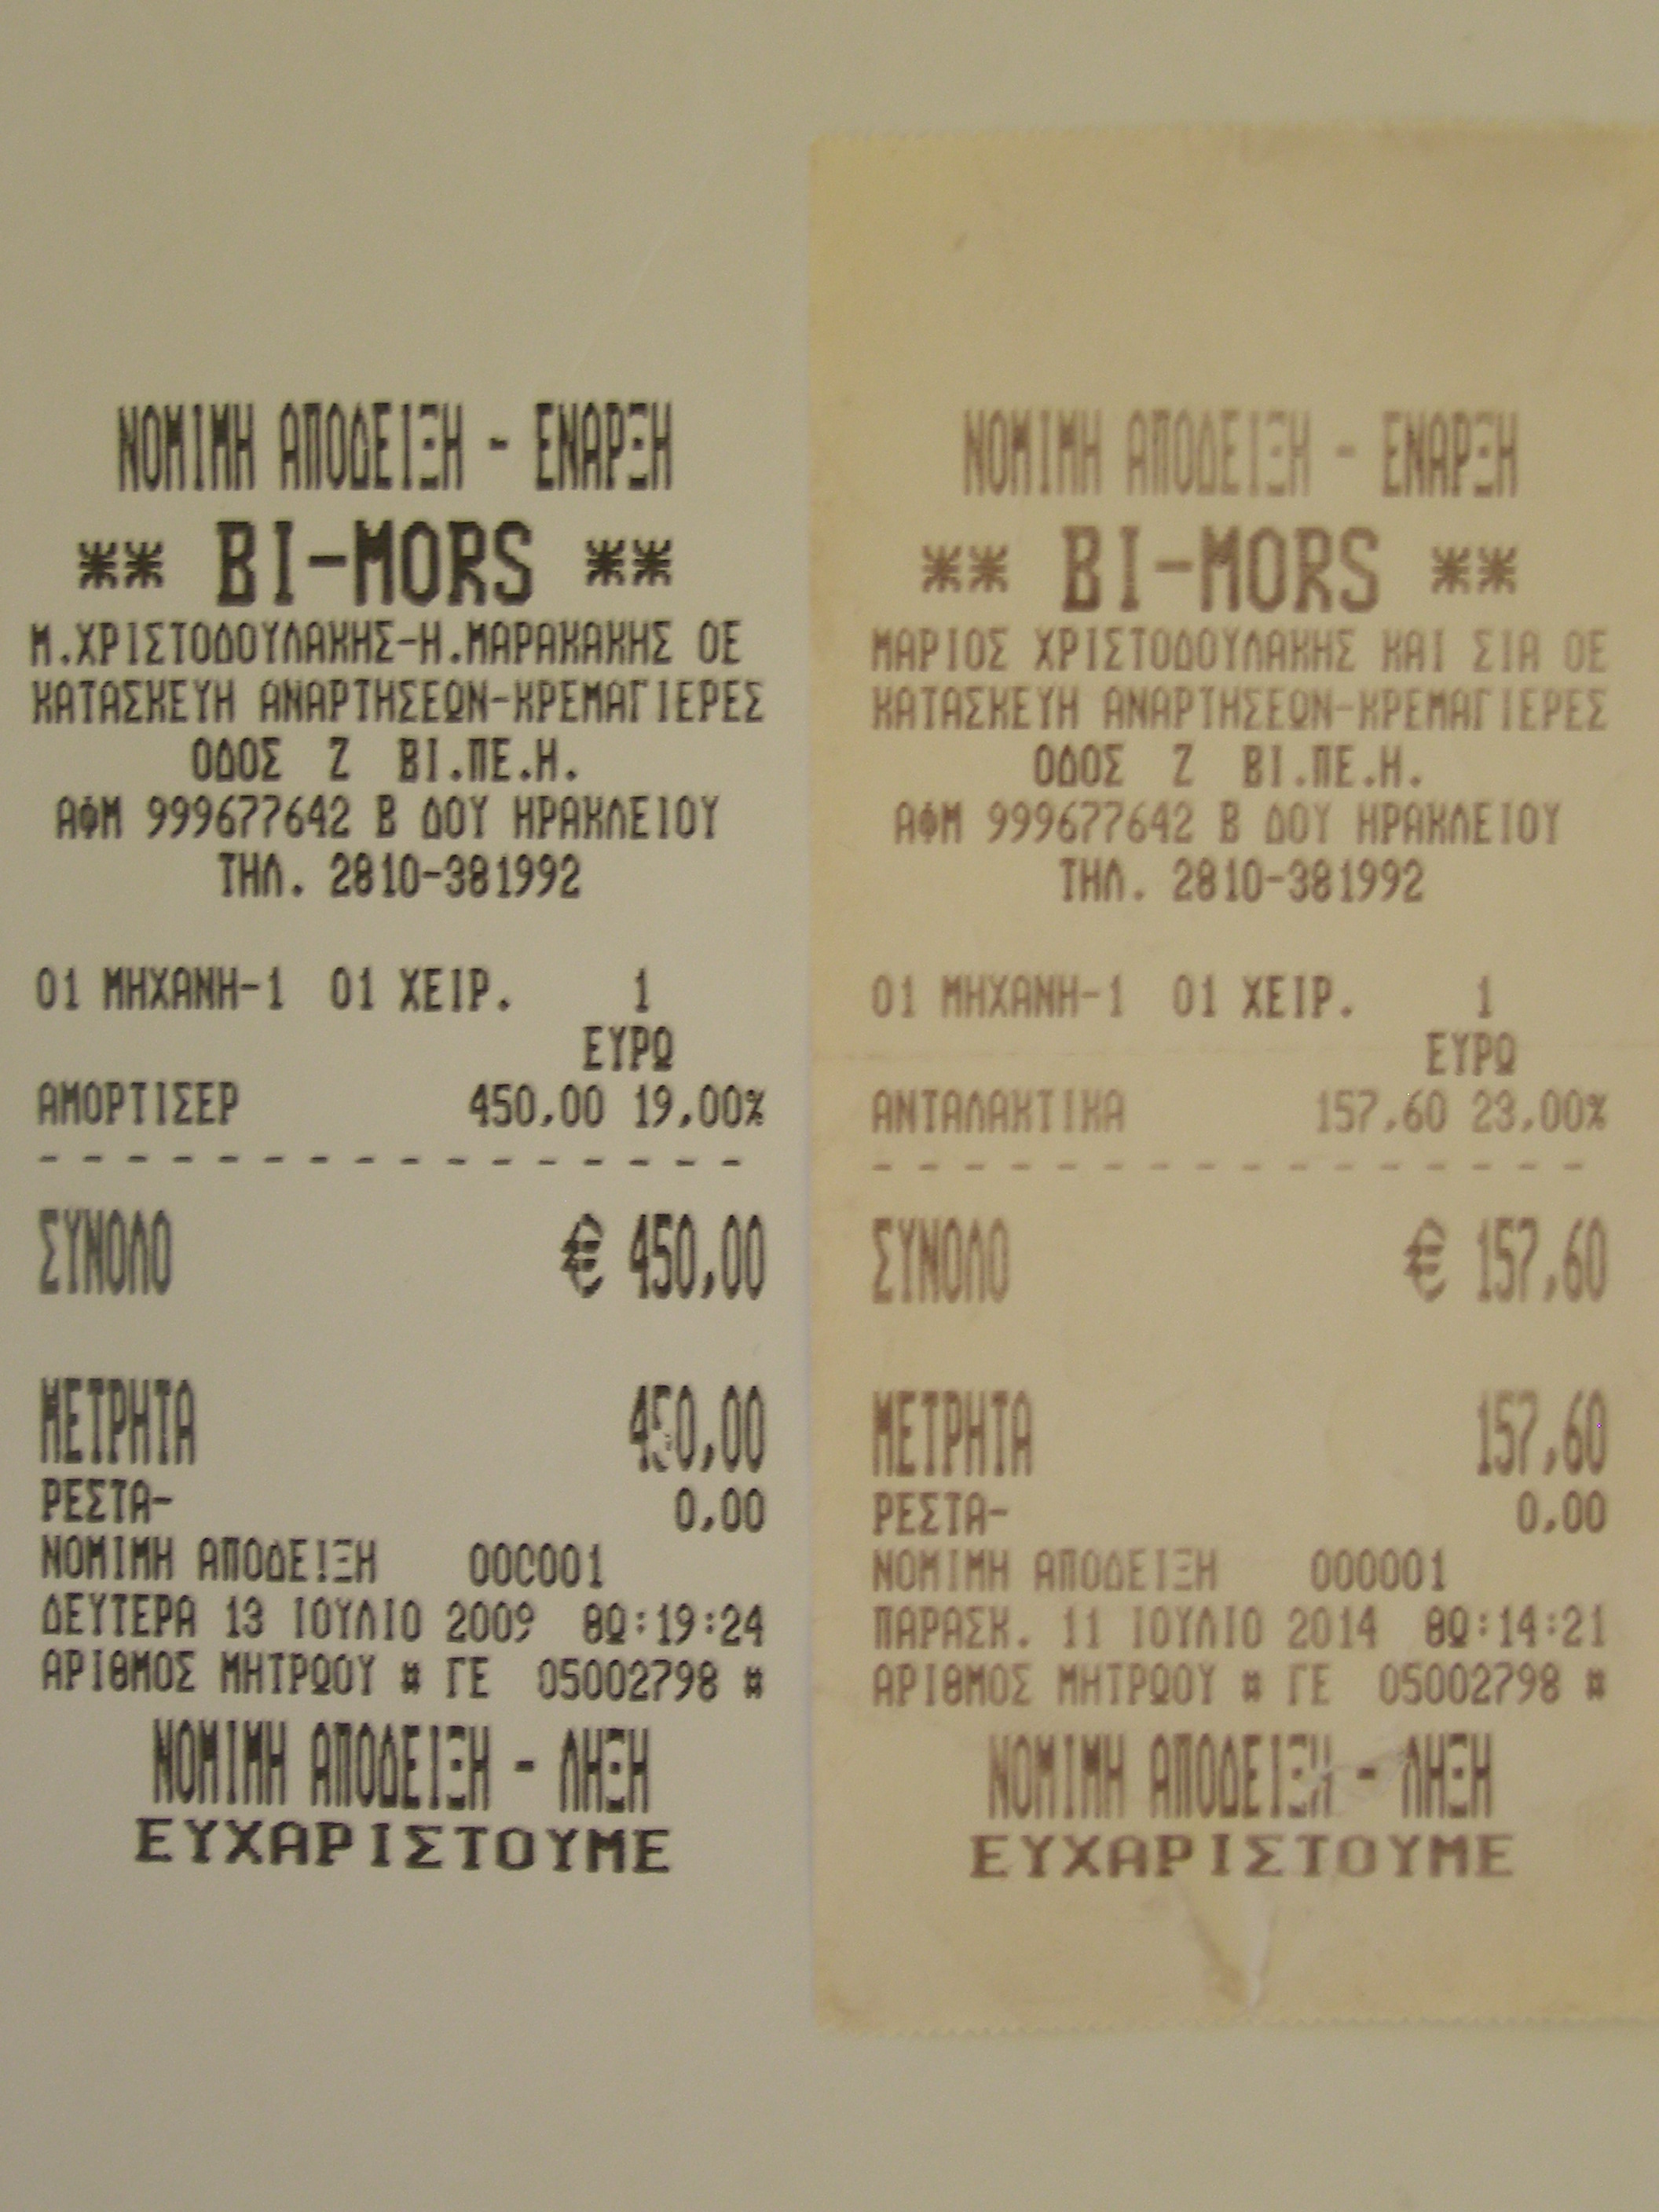 ΝΟΜΙΜΗ ΑΠΟΔΕΙΞΗ - ΕΝΑΡΞΗ
** BI-MORS **
Μ.ΧΡΙΣΤΟΔΟΥΛΑΚΗΣ-Η.ΜΑΡΑΚΑΚΗΣ ΟΕ
ΚΑΤΑΣΚΕΥΗ ΑΝΑΡΤΗΣΕΩΝ-ΚΡΕΜΑΓΙΕΡΕΣ
ΟΔΟΣ Ζ ΒΙ.ΠΕ.Η.
ΑΦΜ 999677642 Β ΔΟΥ ΗΡΑΚΛΕΙΟΥ
ΤΗΛ. 2810-381992
01 ΜΗΧΑΝΗ-1 01 ΧΕΙΡ. 1
ΕΥΡΩ
ΑΜΟΡΤΙΣΕΡ 450,00 19,00%
- - - - - - - - - - - - - - - - -
ΣΥΝΟΛΟ € 450,00
ΜΕΤΡΗΤΑ 450,00
ΡΕΣΤΑ- 0,00
ΝΟΜΙΜΗ ΑΠΟΔΕΙΞΗ 000001
ΔΕΥΤΕΡΑ 13 ΙΟΥΛΙΟ 2009 8Ω:19:24
ΑΡΙΘΜΟΣ ΜΗΤΡΩΟΥ # ΓΕ 05002798 #
ΝΟΜΙΜΗ ΑΠΟΔΕΙΞΗ - ΛΗΞΗ
ΕΥΧΑΡΙΣΤΟΥΜΕ
ΝΟΜΙΜΗ ΑΠΟΔΕΙΞΗ - ΕΝΑΡΞΗ
** BI-MORS **
ΜΑΡΙΟΣ ΧΡΙΣΤΟΔΟΥΛΑΚΗΣ ΚΑΙ ΣΙΑ ΟΕ
ΚΑΤΑΣΚΕΥΗ ΑΝΑΡΤΗΣΕΩΝ-ΚΡΕΜΑΓΙΕΡΕΣ
ΟΔΟΣ Ζ ΒΙ.ΠΕ.Η.
ΑΦΜ 999677642 Β ΔΟΥ ΗΡΑΚΛΕΙΟΥ
ΤΗΛ. 2810-381992
01 ΜΗΧΑΝΗ-1 01 ΧΕΙΡ. 1
ΕΥΡΩ
ΑΝΤΑΛΑΚΤΙΚΑ 157,60 23,00%
- - - - - - - - - - - - - - - - -
ΣΥΝΟΛΟ € 157,60
ΜΕΤΡΗΤΑ 157,60
ΡΕΣΤΑ- 0,00
ΝΟΜΙΜΗ ΑΠΟΔΕΙΞΗ 000001
ΠΑΡΑΣΚ. 11 ΙΟΥΛΙΟ 2014 8Ω:14:21
ΑΡΙΘΜΟΣ ΜΗΤΡΩΟΥ # ΓΕ 05002798 #
ΝΟΜΙΜΗ ΑΠΟΔΕΙΞΗ - ΛΗΞΗ
ΕΥΧΑΡΙΣΤΟΥΜΕ